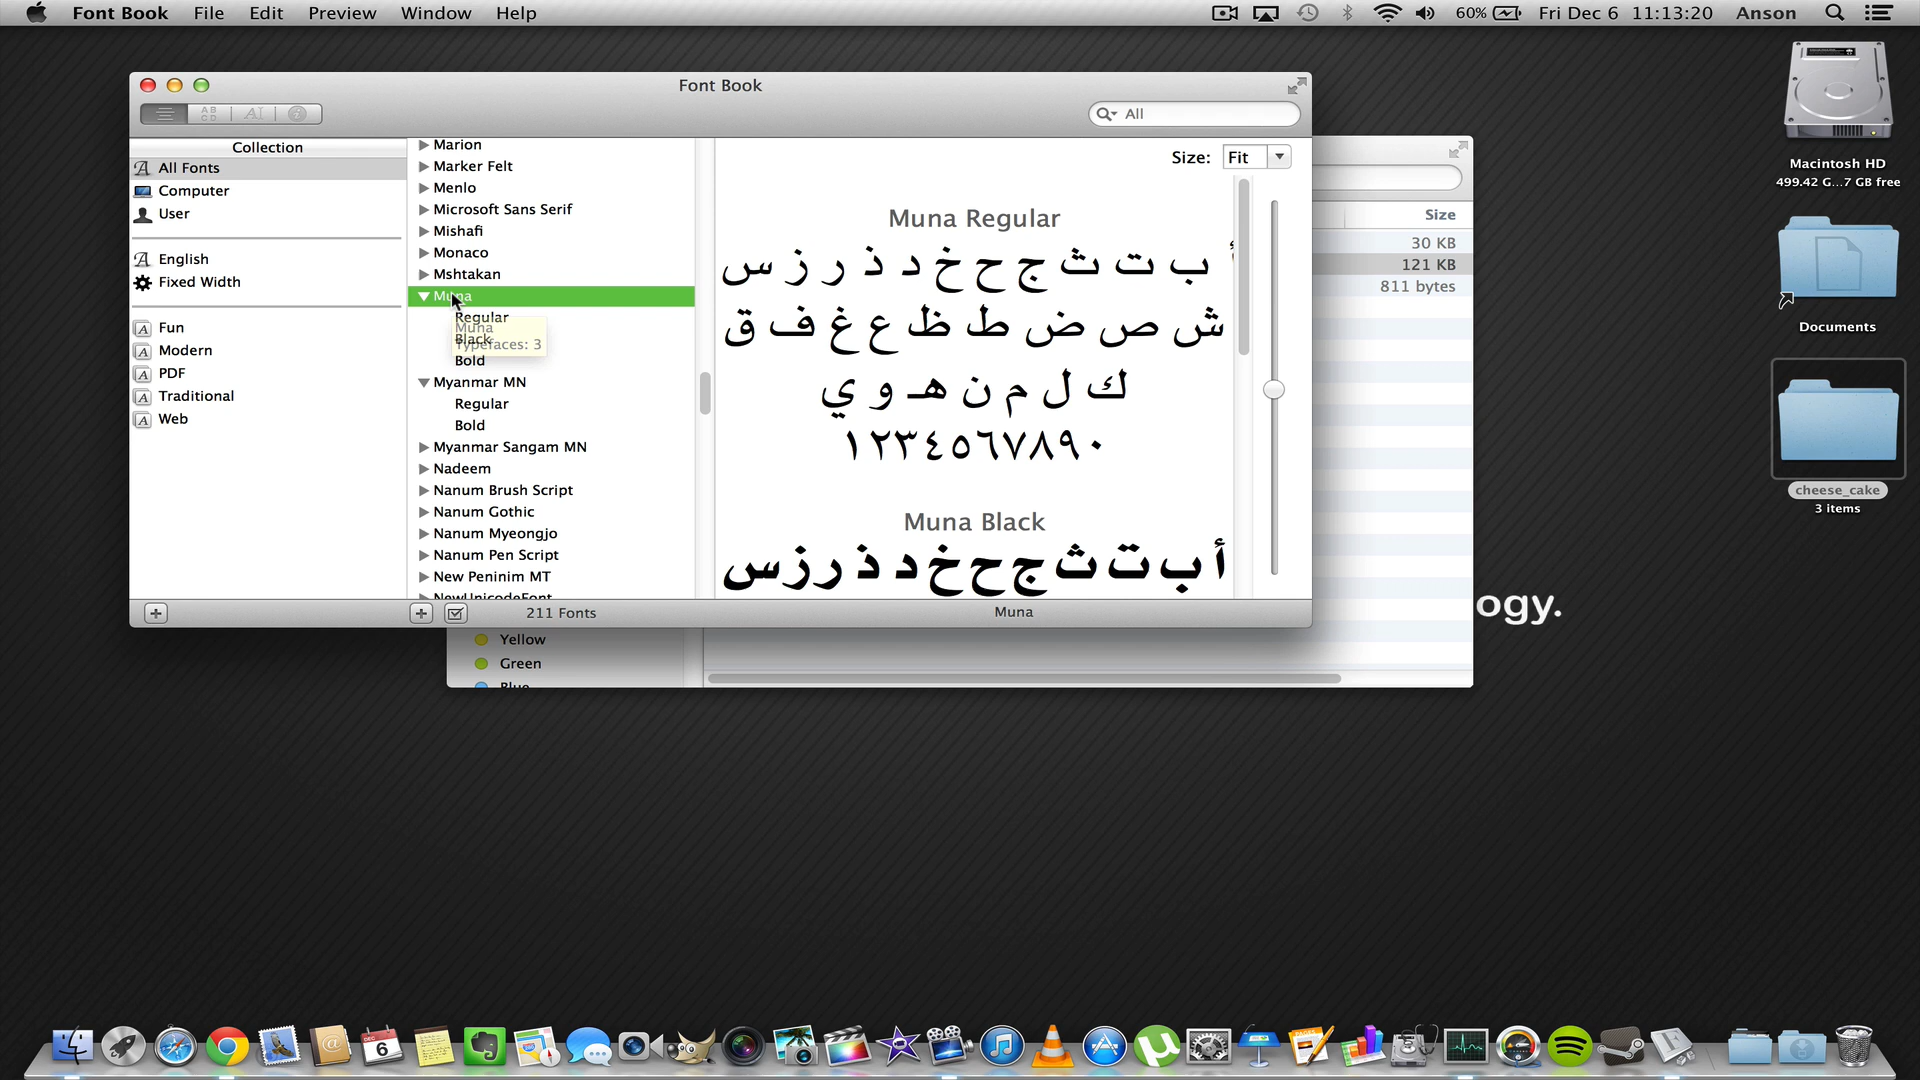 Font Book File Edit Preview Window Help
60% Fri Dec 6 11:13:20 Anson
Font Book
All
Collection
All Fonts
Computer
User
English
Fixed Width
Fun
Modern
PDF
Traditional
Web
Marion
Marker Felt
Menlo
Microsoft Sans Serif
Mishafi
Monaco
Mshtakan
Muna
Regular
Muna
Black
Typefaces: 3
Bold
Myanmar MN
Regular
Bold
Myanmar Sangam MN
Nadeem
Nanum Brush Script
Nanum Gothic
Nanum Myeongjo
Nanum Pen Script
New Peninim MT
NewUnicodeFont
211 Fonts
Size: Fit
Muna Regular
أ ب ت ث ج ح خ د ذ ر ز س
ش ص ض ط ظ ع غ ف ق
ك ل م ن هـ و ي
١٢٣٤٥٦٧٨٩٠
Muna Black
أ ب ت ث ج ح خ د ذ ر ز س
Muna
Size
30 KB
121 KB
811 bytes
Yellow
Green
Blue
ogy.
Macintosh HD
499.42 G...7 GB free
Documents
cheese_cake
3 items
DEC
6